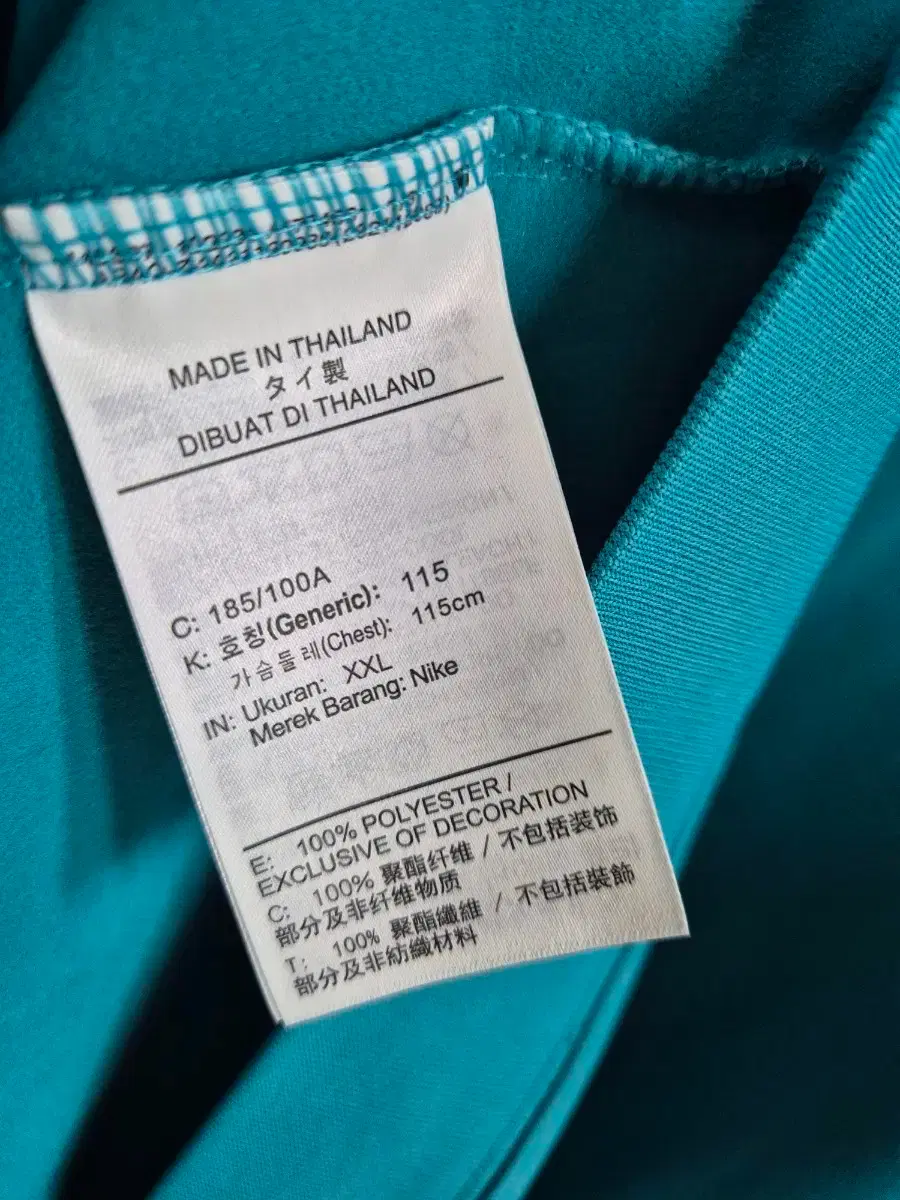 MADE IN THAILAND
タイ製
DIBUAT DI THAILAND
C: 185/100A
K: 호칭(Generic): 115
가슴둘레(Chest): 115cm
IN: Ukuran: XXL
Merek Barang: Nike
E: 100% POLYESTER /
EXCLUSIVE OF DECORATION
C: 100% 聚酯纤维 / 不包括装饰
部分及非纤维物质
T: 100% 聚酯纖維 / 不包括裝飾
部分及非紡織材料